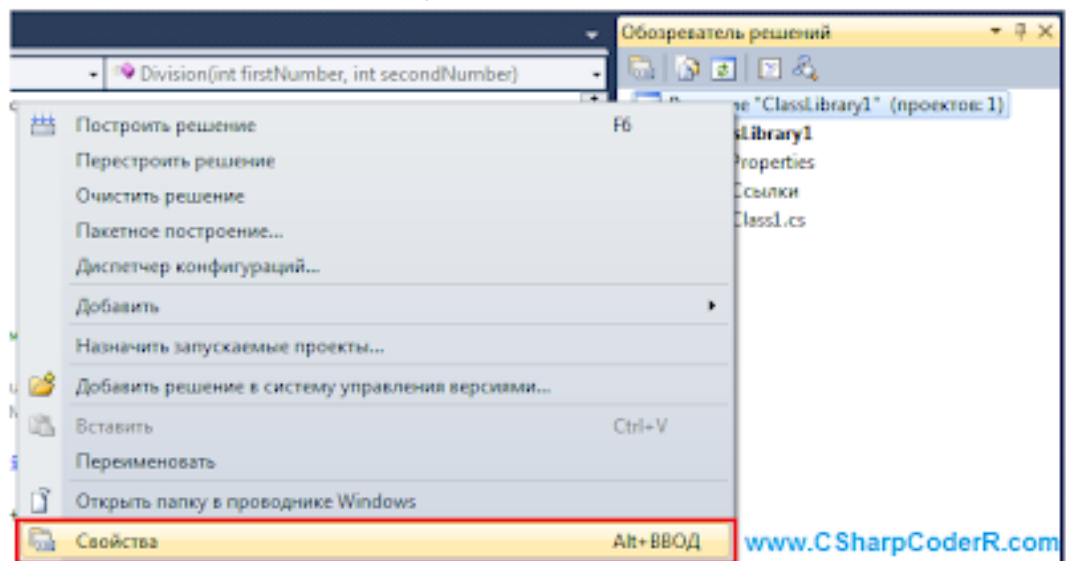 Обозреватель решений
Division(int firstNumber, int secondNumber)
"ClassLibrary1" (проектов: 1)
Построить решение F6
Library1
Перестроить решение
Properties
Очистить решение
Ссылки
Пакетное построение...
Class1.cs
Диспетчер конфигураций...
Добавить
Назначить запускаемые проекты...
Добавить решение в систему управления версиями...
Вставить Ctrl+V
Переименовать
Открыть папку в проводнике Windows
Свойства Alt+ВВОД
www.CSharpCoderR.com